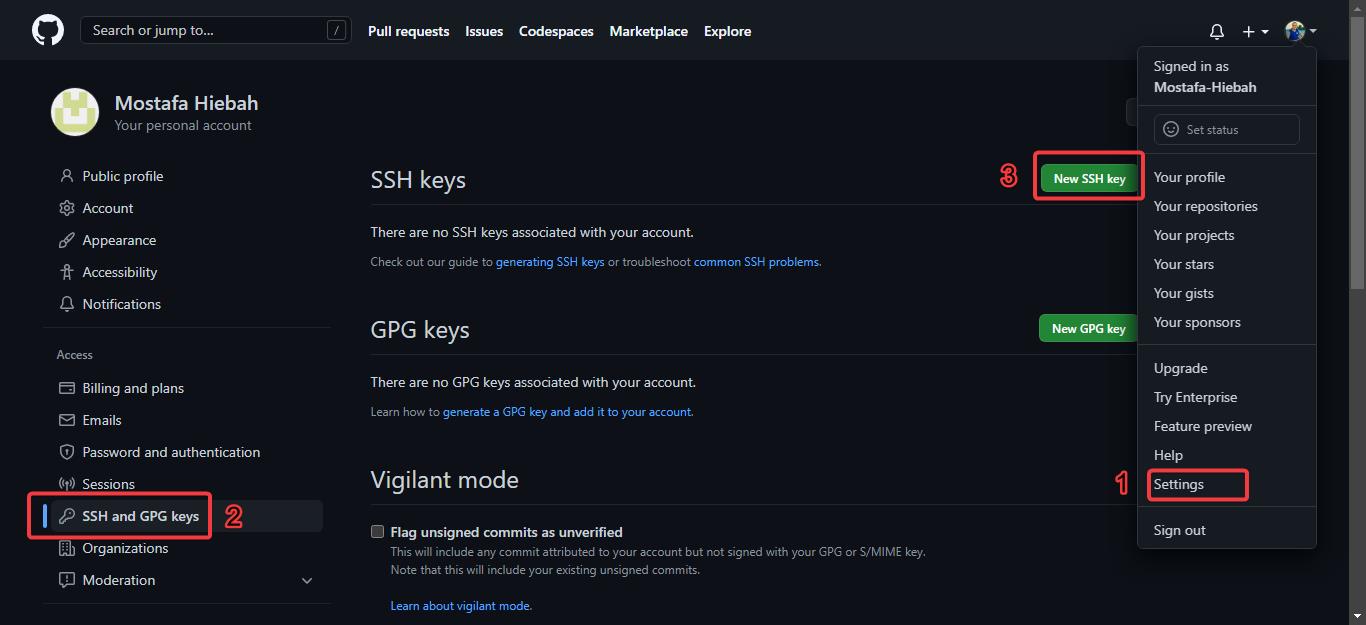 Search or jump to...
/
Pull requests
Issues
Codespaces
Marketplace
Explore
Signed in as
Mostafa-Hiebah
Set status
Your profile
Your repositories
Your projects
Your stars
Your gists
Your sponsors
Upgrade
Try Enterprise
Feature preview
Help
1
Settings
Sign out
Mostafa Hiebah
Your personal account
Public profile
Account
Appearance
Accessibility
Notifications
Access
Billing and plans
Emails
Password and authentication
Sessions
SSH and GPG keys
2
Organizations
Moderation
SSH keys
3
New SSH key
There are no SSH keys associated with your account.
Check out our guide to generating SSH keys or troubleshoot common SSH problems.
GPG keys
New GPG key
There are no GPG keys associated with your account.
Learn how to generate a GPG key and add it to your account.
Vigilant mode
Flag unsigned commits as unverified
This will include any commit attributed to your account but not signed with your GPG or S/MIME key.
Note that this will include your existing unsigned commits.
Learn about vigilant mode.